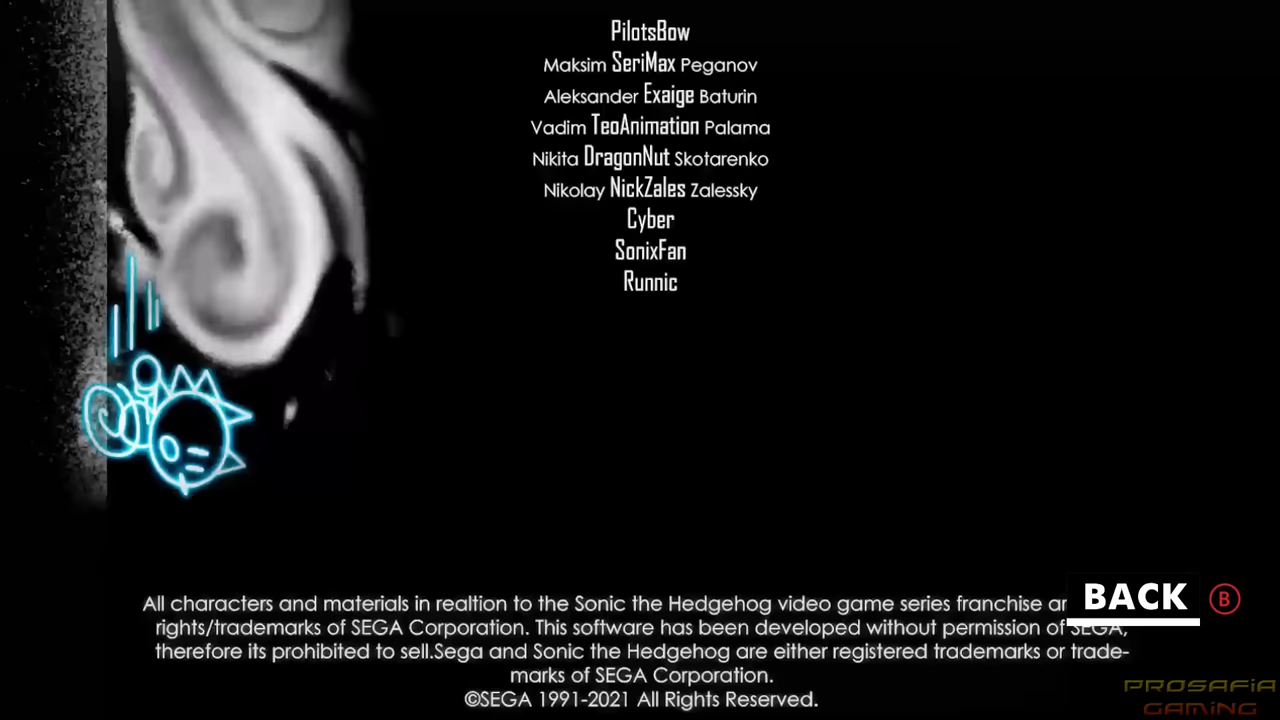 PilotsBow
Maksim SeriMax Peganov
Aleksander Exaige Baturin
Vadim TeoAnimation Palama
Nikita DragonNut Skotarenko
Nikolay NickZales Zalessky
Cyber
SonixFan
Runnic
All characters and materials in realtion to the Sonic the Hedgehog video game series franchise
BACK B
rights/trademarks of SEGA Corporation. This software has been developed without permission of SEGA,
therefore its prohibited to sell.Sega and Sonic the Hedgehog are either registered trademarks or trade-
marks of SEGA Corporation.
©SEGA 1991-2021 All Rights Reserved.
PROSAFiA
GAMiNG